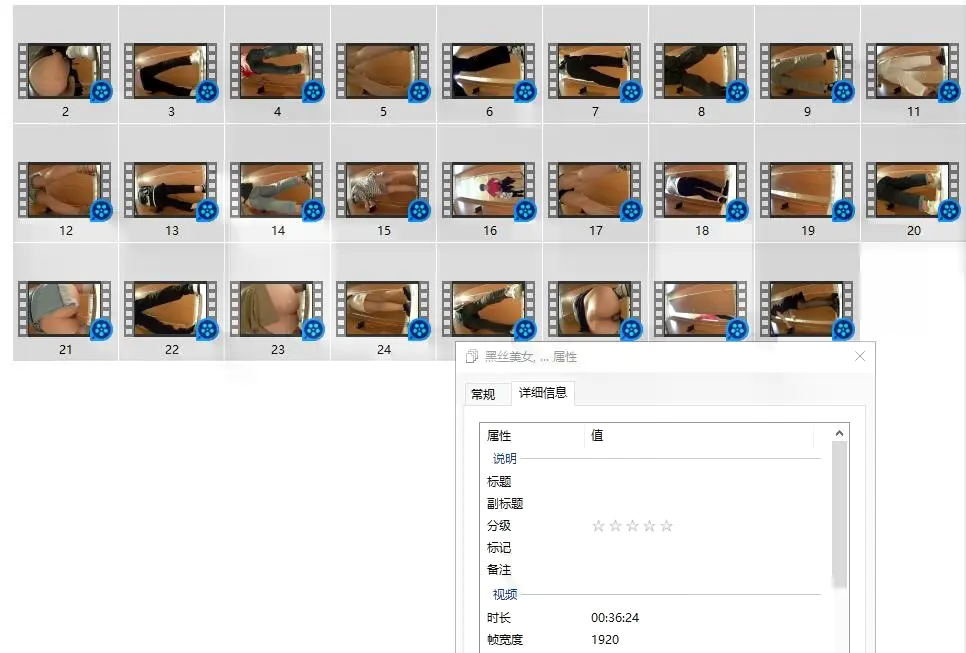 2 3 4 5 6 7 8 9 11
12 13 14 15 16 17 18 19 20
21 22 23 24
黑丝美女, ... 属性
常规 详细信息
属性 值
说明
标题
副标题
分级 ☆☆☆☆☆
标记
备注
视频
时长 00:36:24
帧宽度 1920